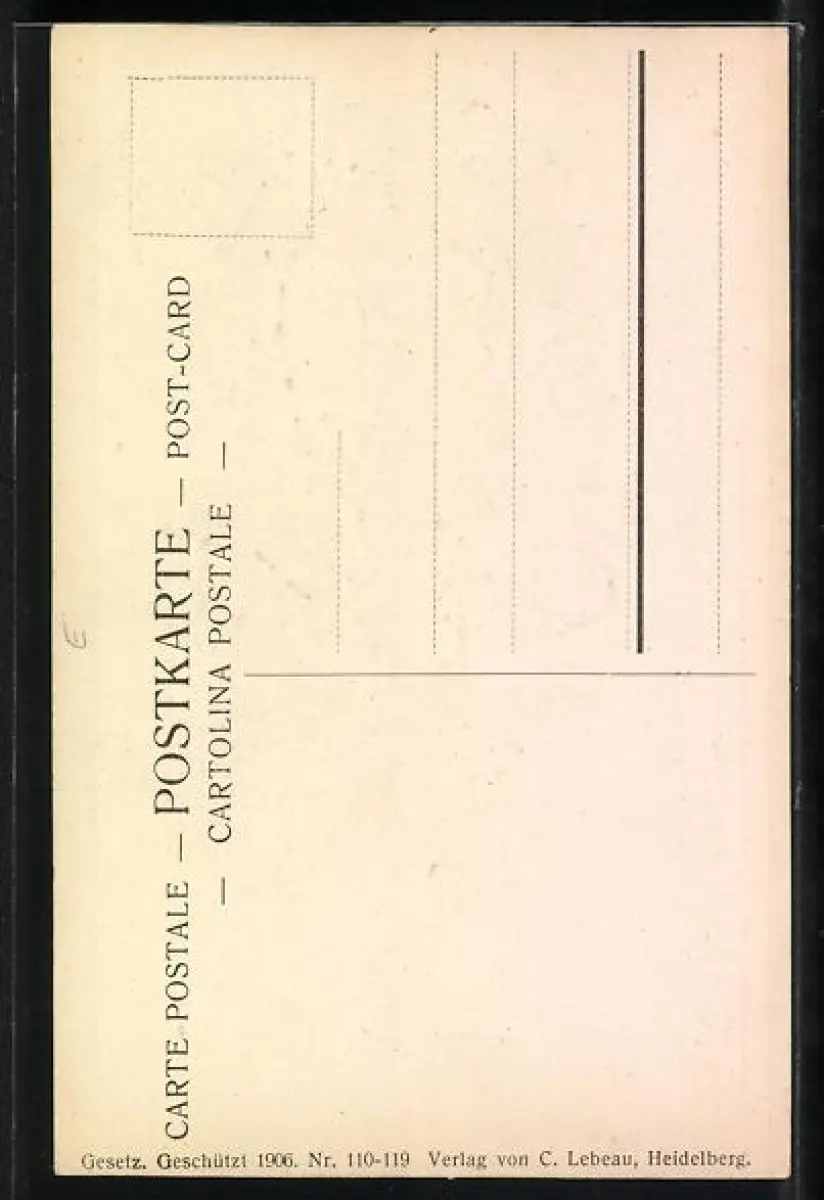 CARTE POSTALE — POSTKARTE — POST-CARD
— CARTOLINA POSTALE —
Gesetz. Geschützt 1906. Nr. 110-119 Verlag von C. Lebeau, Heidelberg.